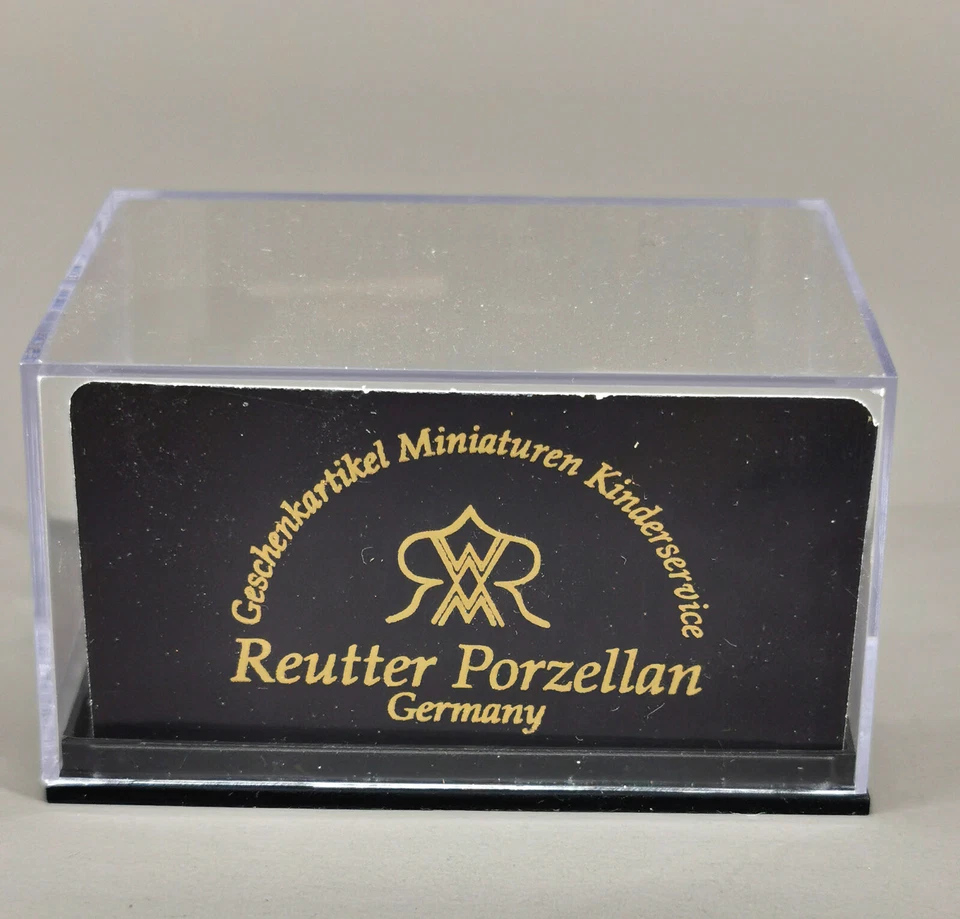 Geschenkartikel Miniaturen Kinderservice
Reutter Porzellan
Germany